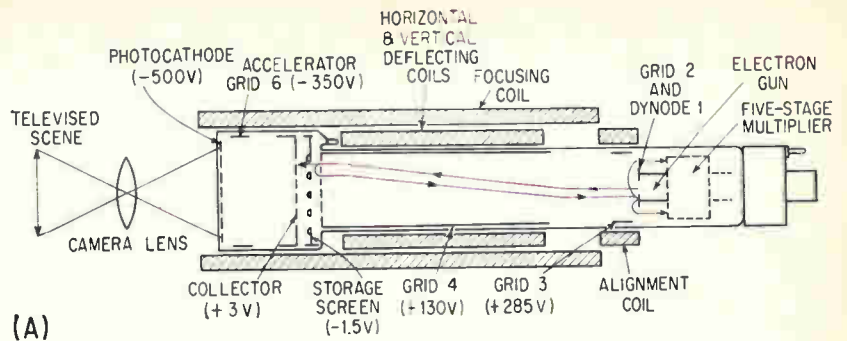 HORIZONTAL
& VERTICAL
DEFLECTING
COILS
PHOTOCATHODE
(-500V)
ACCELERATOR
GRID 6 (-350V)
FOCUSING
COIL
GRID 2
AND
DYNODE 1
ELECTRON
GUN
FIVE-STAGE
MULTIPLIER
TELEVISED
SCENE
CAMERA LENS
COLLECTOR
(+3V)
STORAGE
SCREEN
(-1.5V)
GRID 4
(+130V)
GRID 3
(+285V)
ALIGNMENT
COIL
(A)